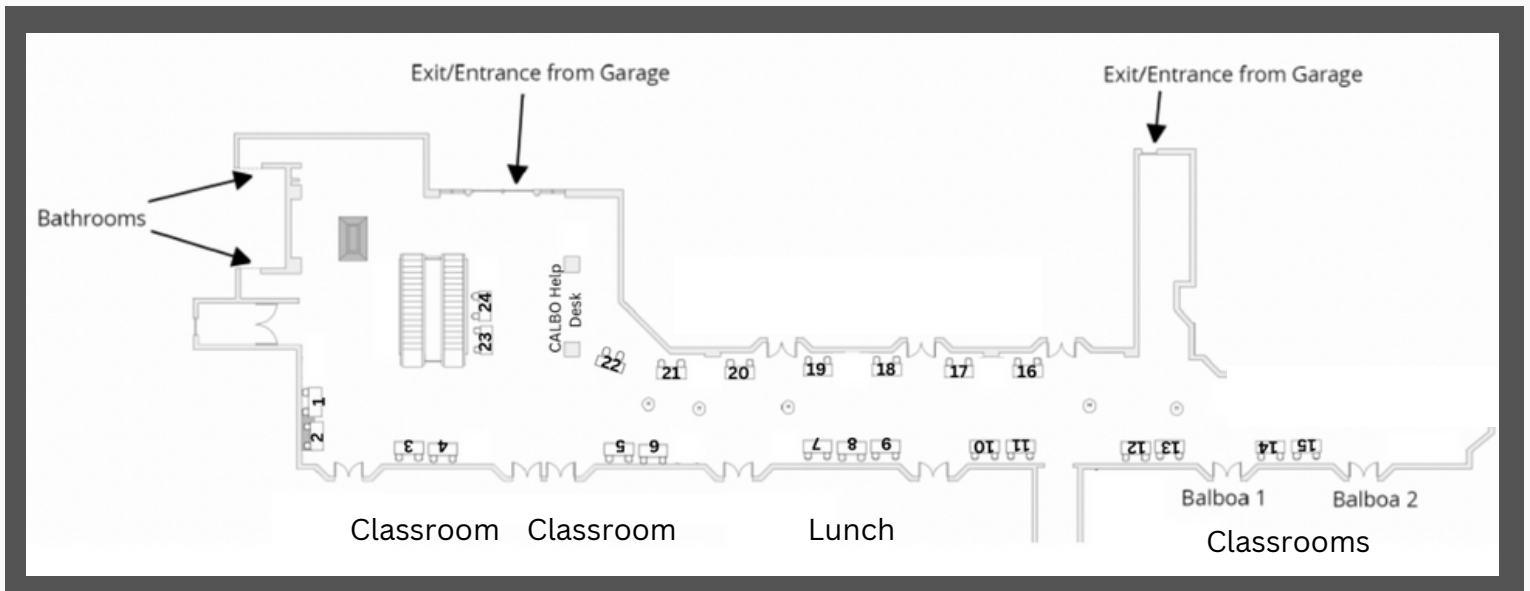 Exit/Entrance from Garage
Exit/Entrance from Garage
Bathrooms
CALBO Help
Desk
24
23
22
21
20
19
18
17
16
1
2
3
4
5
6
7
8
9
10
11
12
13
14
15
Balboa 1
Balboa 2
Classroom
Classroom
Lunch
Classrooms